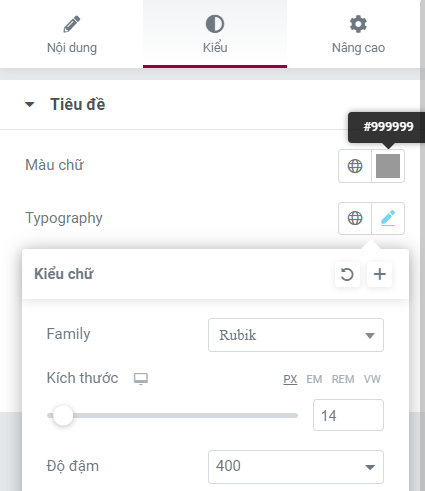 Nội dung
Kiểu
Nâng cao
Tiêu đề
#999999
Màu chữ
Typography
Kiểu chữ
Family
Rubik
Kích thước
PX EM REM VW
14
Độ đậm
400